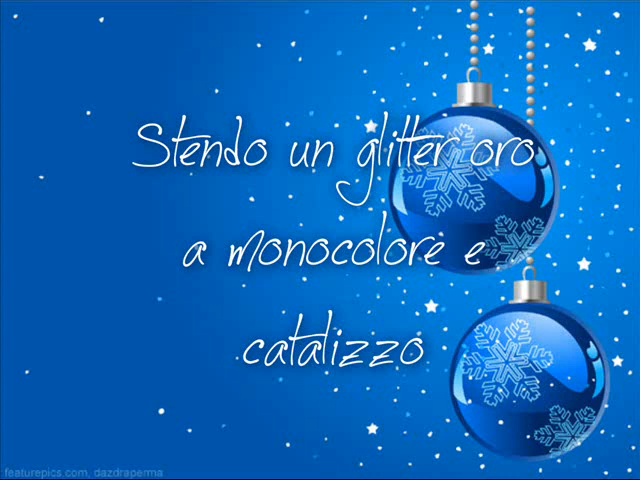 Stendo un glitter oro
a monocolore e
catalizzo
featurepics.com, dazdraperma